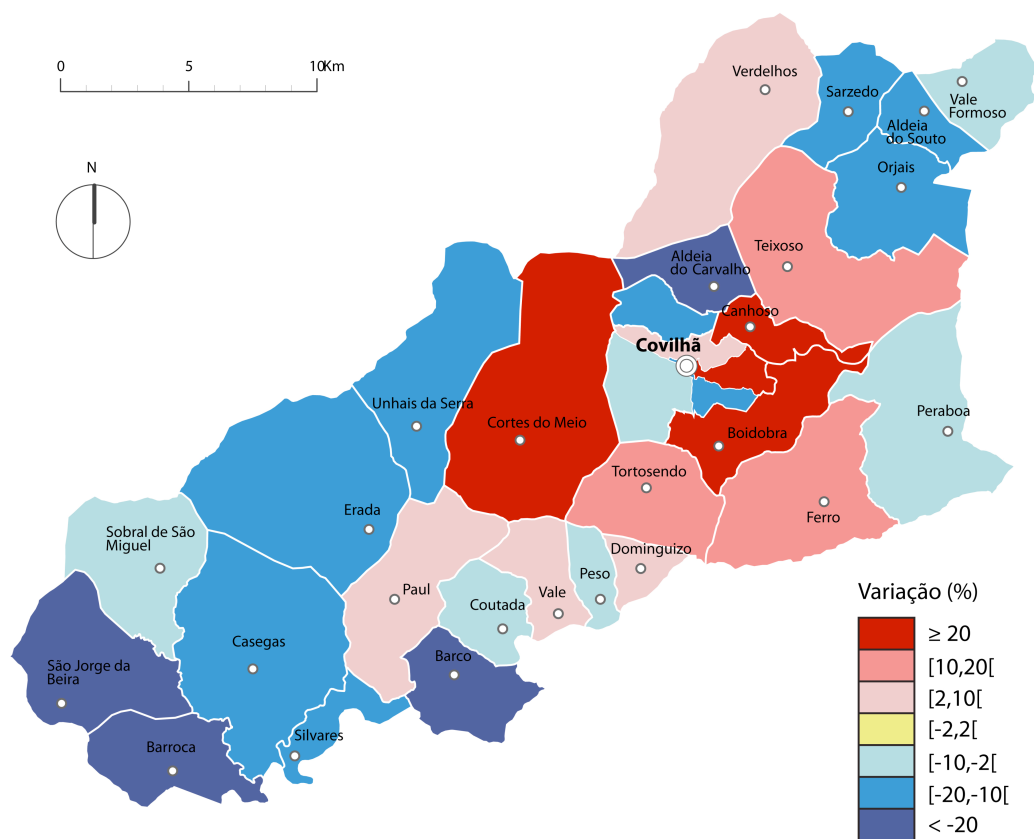 0 5 10 Km
N
Verdelhos
Sarzedo
Vale
Formoso
Aldeia
do Souto
Orjais
Teixoso
Aldeia
do Carvalho
Canhoso
Covilhã
Unhais da Serra
Cortes do Meio
Boidobra
Peraboa
Tortosendo
Ferro
Erada
Sobral de São
Miguel
Dominguizo
Peso
Vale
Paul
Coutada
Casegas
Barco
São Jorge da
Beira
Silvares
Barroca
Variação (%)
≥ 20
[10,20[
[2,10[
[-2,2[
[-10,-2[
[-20,-10[
< -20